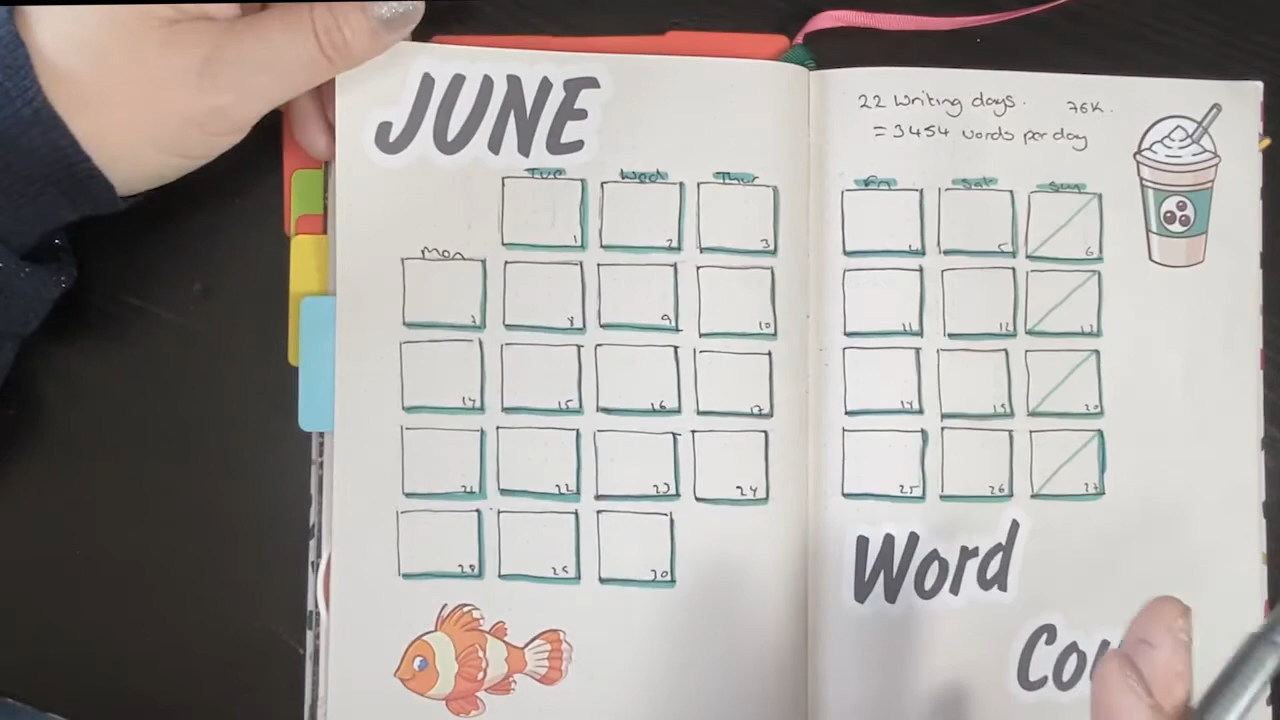 JUNE
22 Writing days. 76K.
= 3454 words per day
Tue Wed Thur Fri Sat Sun
1 2 3 4 5 6
Mon
7 8 9 10 11 12 13
14 15 16 17 18 19 20
21 22 23 24 25 26 27
28 29 30
Word